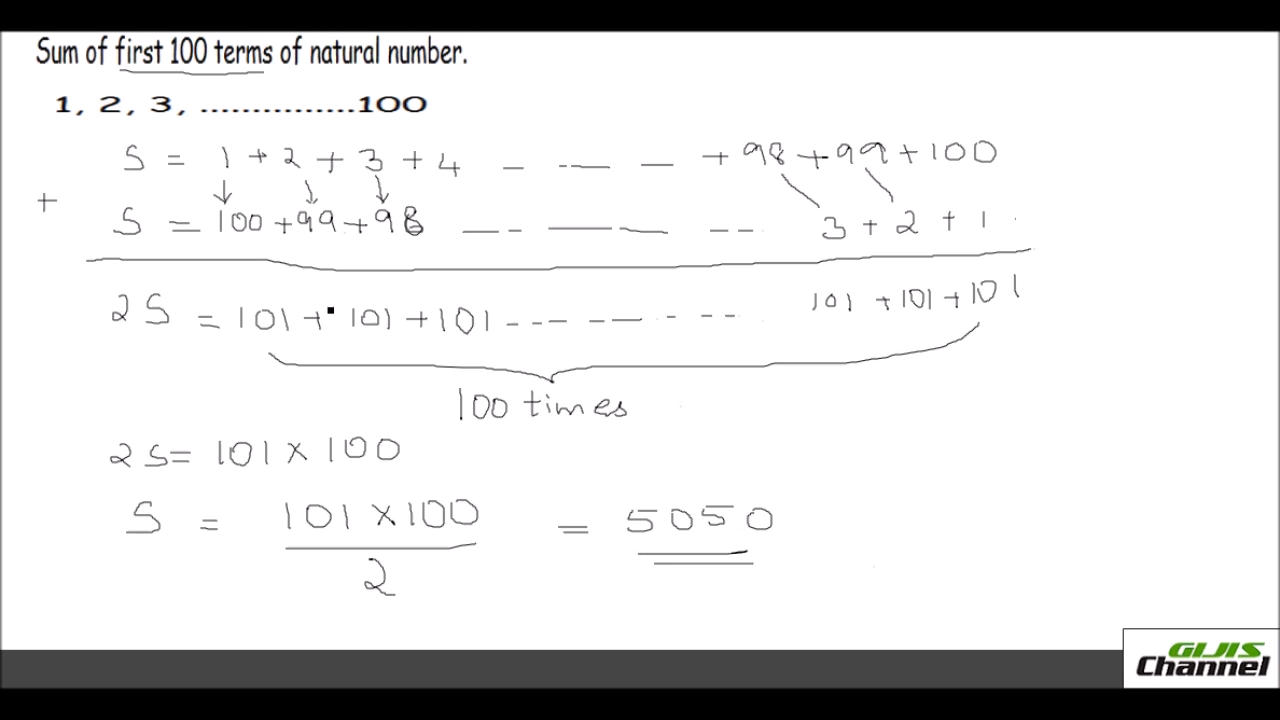 Sum of first 100 terms of natural number.
1, 2, 3, ...............100
S = 1 + 2 + 3 + 4 - -- - + 98 + 99 + 100
+
S = 100 + 99 + 98 -- - -- - -- 3 + 2 + 1
2S = 101 + 101 + 101 - - - - -- - - - 101 + 101 + 101
100 times
2S = 101 × 100
S = 101 × 100 = 5050
2
GIJIS
Channel